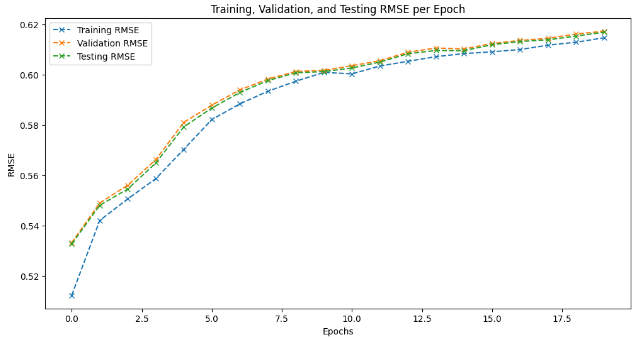 Training, Validation, and Testing RMSE per Epoch
Training RMSE
Validation RMSE
Testing RMSE
RMSE
0.62
0.60
0.58
0.56
0.54
0.52
0.0 2.5 5.0 7.5 10.0 12.5 15.0 17.5
Epochs